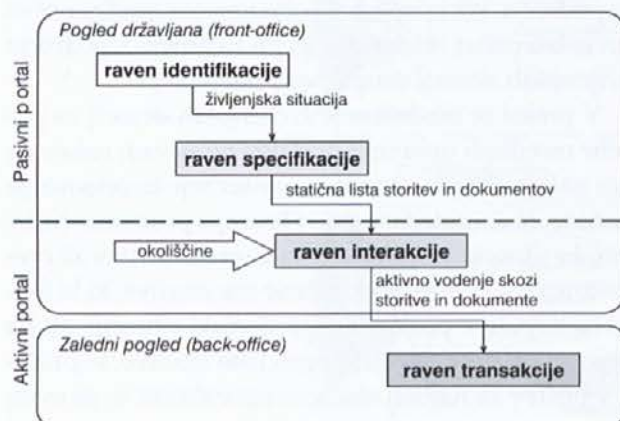 Pogled državljana (front-office)
raven identifikacije
življenjska situacija
raven specifikacije
statična lista storitev in dokumentov
okoliščine
raven interakcije
aktivno vodenje skozi
storitve in dokumente
Zaledni pogled (back-office)
raven transakcije
Pasivni portal
Aktivni portal